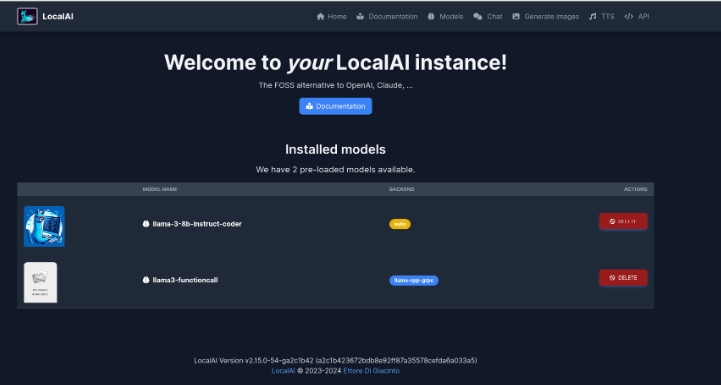 LocalAI
Home Documentation Models Chat Generate images TTS API
Welcome to your LocalAI instance!
The FOSS alternative to OpenAI, Claude, ...
Documentation
Installed models
We have 2 pre-loaded models available.
MODEL NAME BACKEND ACTIONS
llama-3-8b-instruct-coder auto
llama3-functioncall llama-cpp-grpc DELETE
LocalAI Version v2.15.0-54-ga2c1b42 (a2c1b423672bdb8e92ff87a35578cefda6a033a5)
LocalAI © 2023-2024 Ettore Di Giacinto